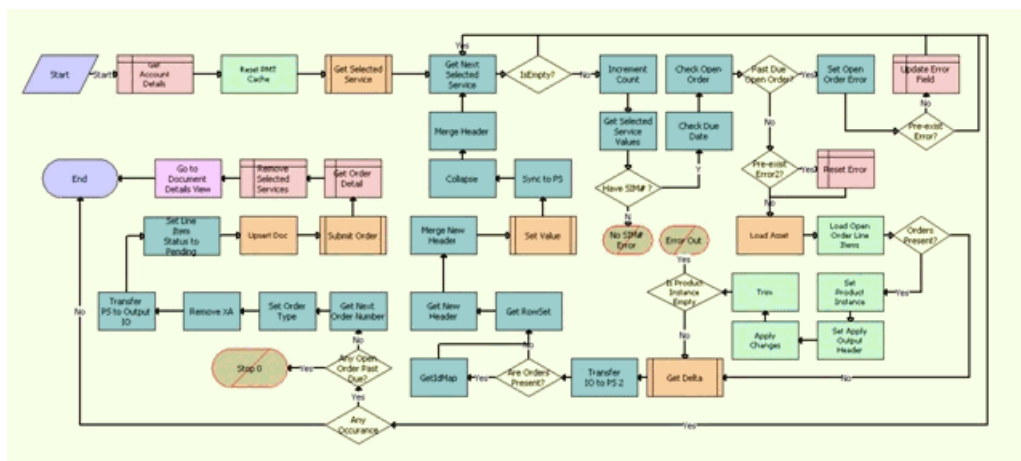 Start
Start
Get
Account
Details
Reset PMT
Cache
Get Selected
Service
Get Next
Selected
Service
Yes
IsEmpty?
No
Increment
Count
Check Open
Order
Past Due
Open Order?
Yes
Set Open
Order Error
Update Error
Field
No
Pre-exist
Error?
Merge Header
Get Selected
Service
Values
Check Due
Date
No
End
Go to
Document
Details View
Remove
Selected
Services
Get Order
Detail
Collapse
Sync to PS
Have SIM# ?
Y
Pre-exist
Error2?
Yes
Reset Error
No
N
Set Line
Item
Status to
Pending
Upsert Doc
Submit Order
Merge New
Header
Set Value
No SIM#
Error
Error Out
Load Asset
Load Open
Order Line
Items
Orders
Present?
Yes
Is Product
Instance
Empty
Trim
Set
Product
Instance
Yes
Transfer
PS to Output
IO
Remove XA
Set Order
Type
Get Next
Order Number
Get New
Header
Get RowSet
No
No
Apply
Changes
Set Apply
Output
Header
No
No
Stop 0
Yes
Any Open
Order Past
Due?
GetIdMap
Yes
Are Orders
Present?
Transfer
IO to PS 2
Get Delta
No
Yes
Any
Occurance
Yes